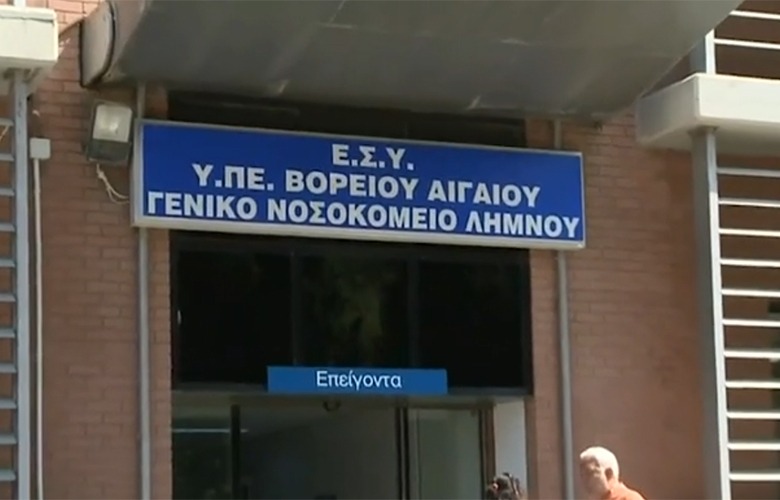 Ε.Σ.Υ.
Υ.ΠΕ. ΒΟΡΕΙΟΥ ΑΙΓΑΙΟΥ
ΓΕΝΙΚΟ ΝΟΣΟΚΟΜΕΙΟ ΛΗΜΝΟΥ
Επείγοντα